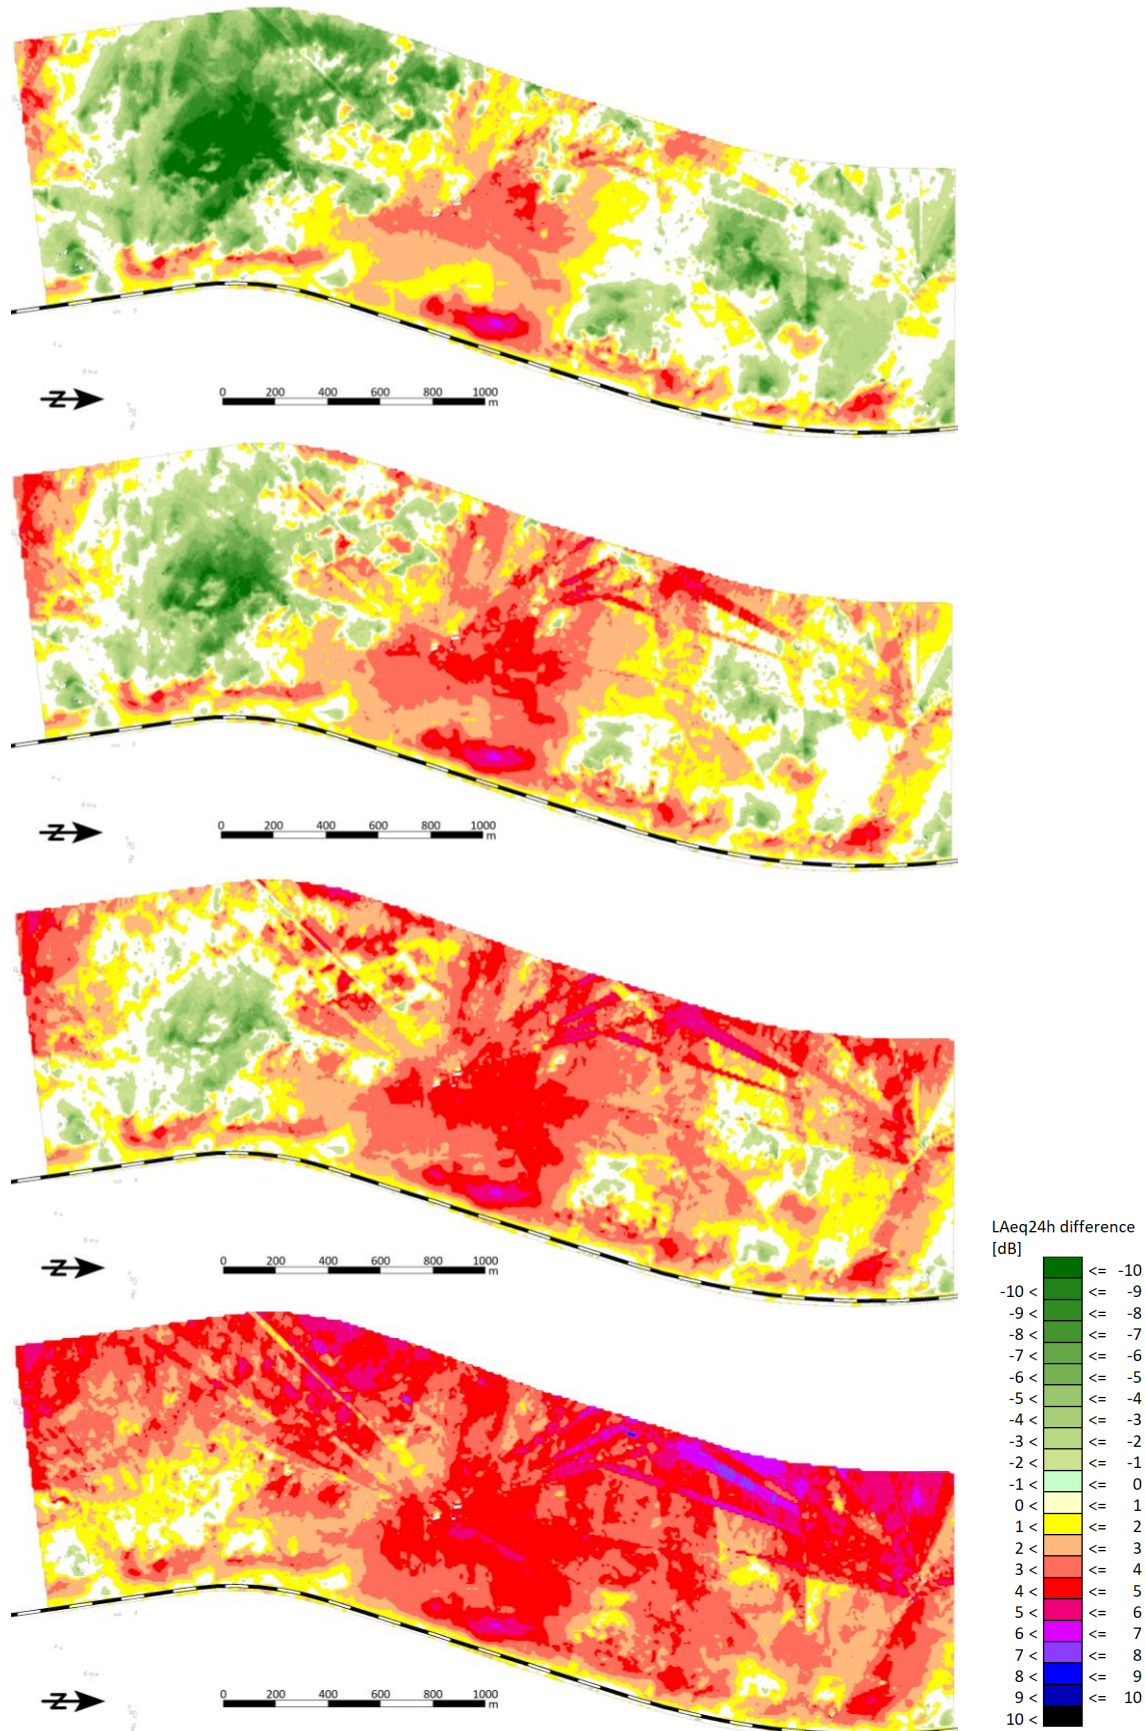 0 200 400 600 800 1000
m
Z
0 200 400 600 800 1000
m
Z
0 200 400 600 800 1000
m
Z
LAeq24h difference
[dB]
<= -10
-10 < <= -9
-9 < <= -8
-8 < <= -7
-7 < <= -6
-6 < <= -5
-5 < <= -4
-4 < <= -3
-3 < <= -2
-2 < <= -1
-1 < <= 0
0 < <= 1
1 < <= 2
2 < <= 3
3 < <= 4
4 < <= 5
5 < <= 6
6 < <= 7
7 < <= 8
8 < <= 9
9 < <= 10
10 <
0 200 400 600 800 1000
m
Z